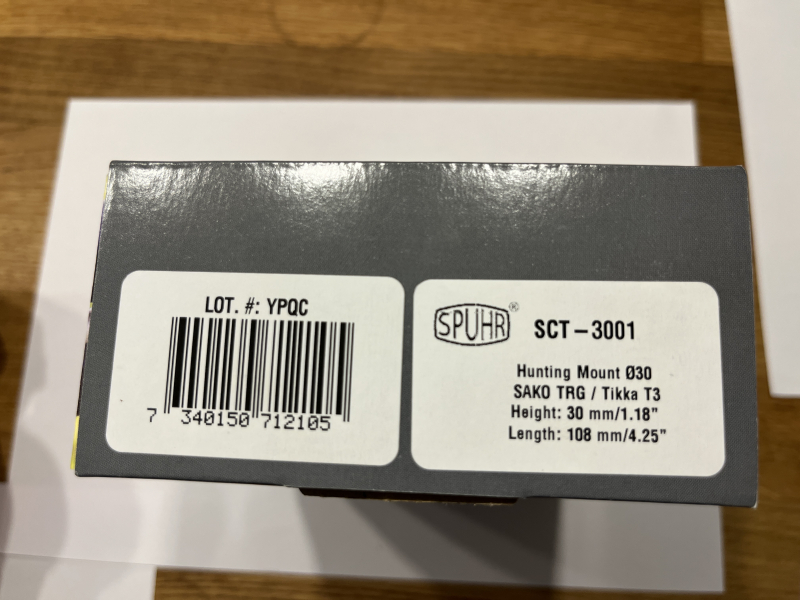 LOT. #: YPQC
7 340150 712105
SPUHR®
SCT-3001
Hunting Mount Ø30
SAKO TRG / Tikka T3
Height: 30 mm/1.18"
Length: 108 mm/4.25"